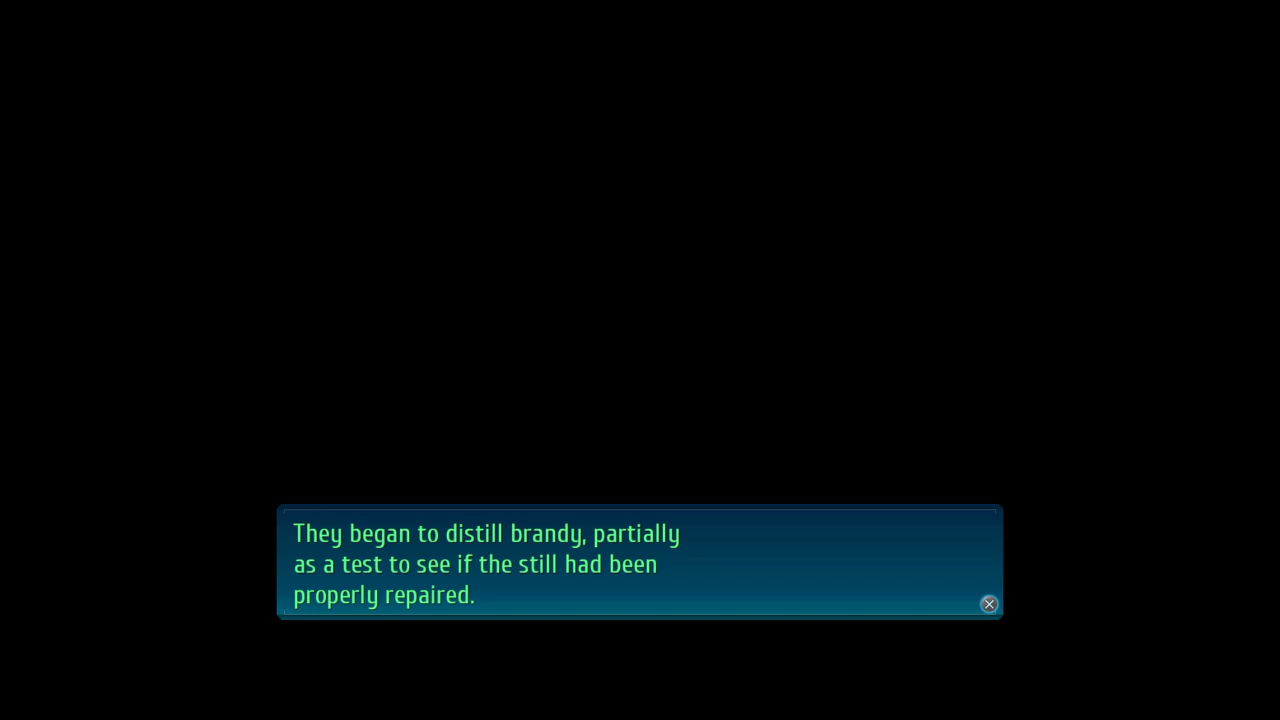 They began to distill brandy, partially
as a test to see if the still had been
properly repaired.